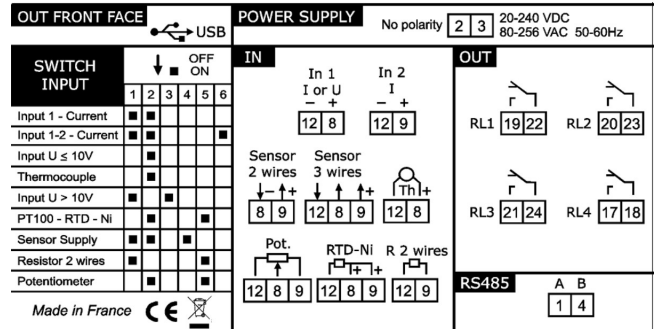 OUT FRONT FACE
USB
POWER SUPPLY
No polarity 2 3 20-240 VDC
80-256 VAC 50-60Hz
SWITCH
INPUT
OFF
ON
1 2 3 4 5 6
Input 1 - Current
Input 1-2 - Current
Input U ≤ 10V
Thermocouple
Input U > 10V
PT100 - RTD - Ni
Sensor Supply
Resistor 2 wires
Potentiometer
Made in France CE
IN
In 1
I or U
- +
12 8
In 2
I
- +
12 9
Sensor
2 wires
- +
8 9
Sensor
3 wires
+
12 8 9
Th +
12 8
Pot.
12 8 9
RTD-Ni
+ +
12 8 9
R 2 wires
12 9
OUT
RL1 19 22
RL2 20 23
RL3 21 24
RL4 17 18
RS485
A B
1 4